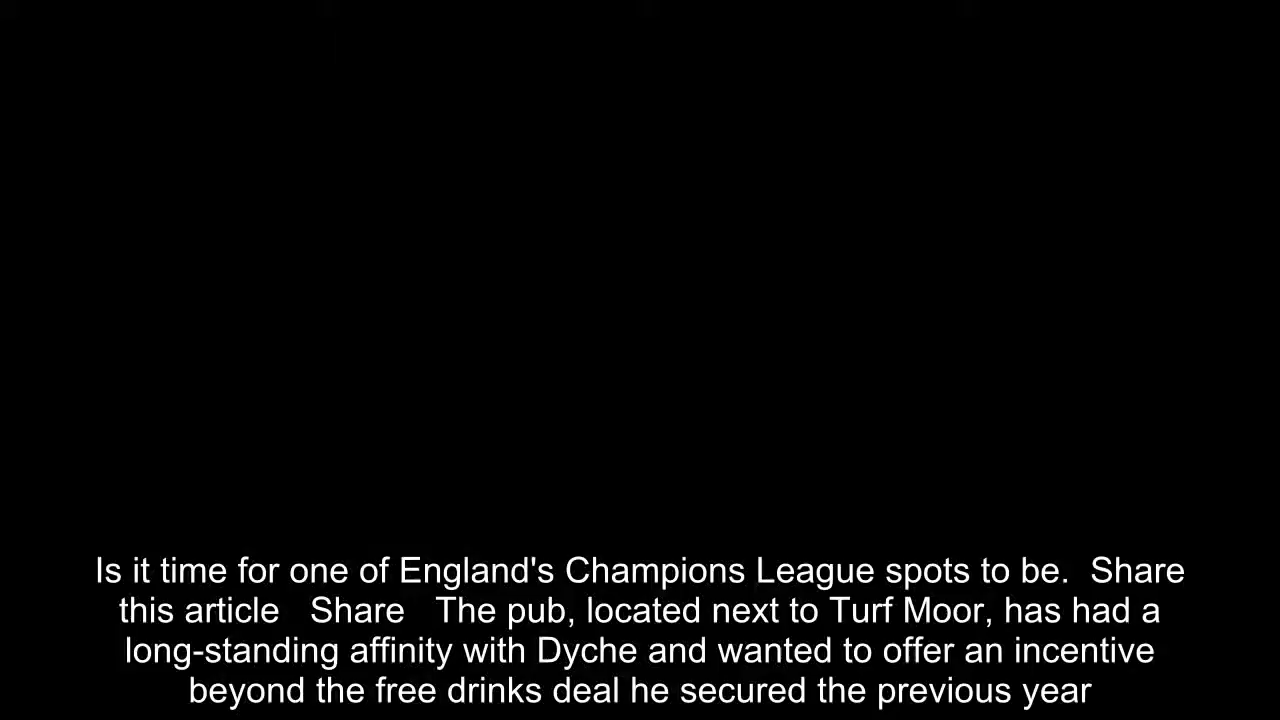 Is it time for one of England's Champions League spots to be.  Share
this article   Share   The pub, located next to Turf Moor, has had a
long-standing affinity with Dyche and wanted to offer an incentive
beyond the free drinks deal he secured the previous year